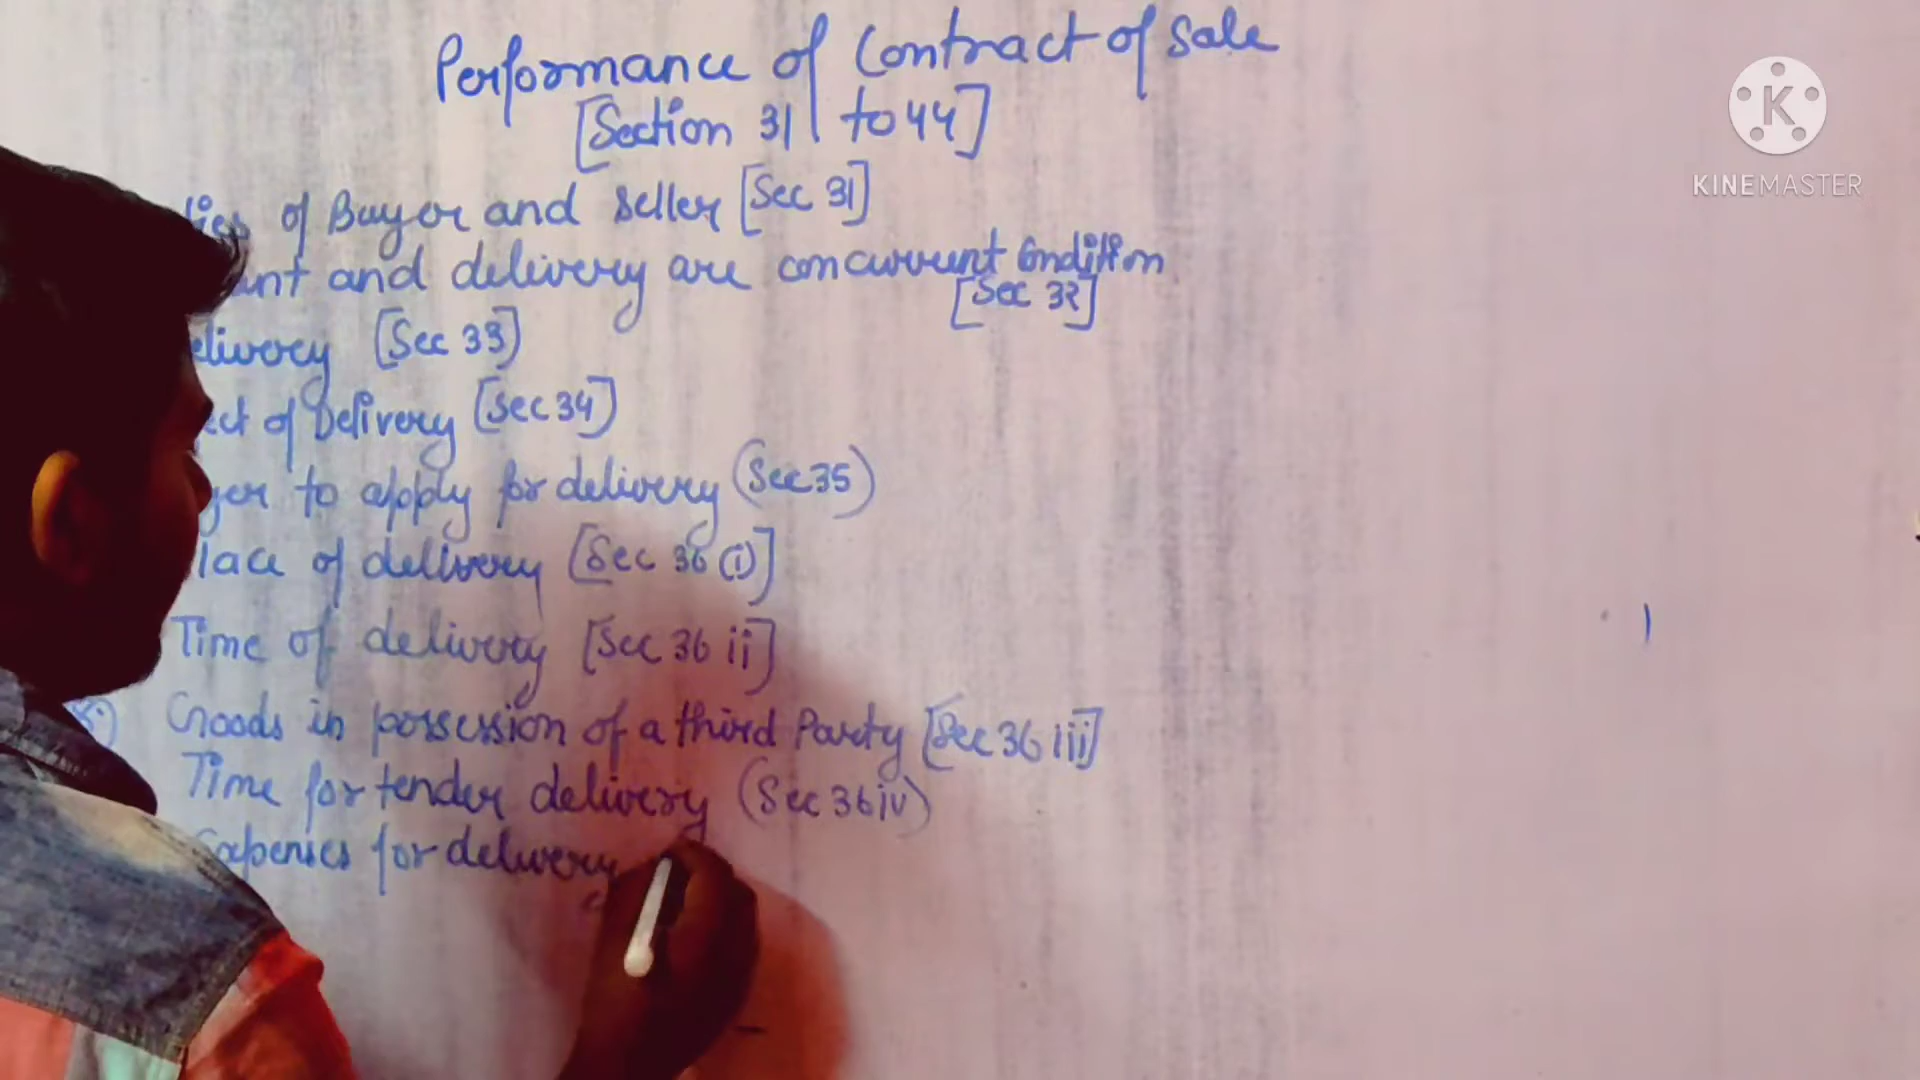 Performance of Contract of Sale
[Section 31 to 44]
of Buyer and Seller [Sec 31]
and delivery are concurrent Condition
[Sec 32]
[Sec 33]
of Delivery [Sec 34]
to apply for delivery (Sec 35)
of delivery [Sec 36 (i)]
Time of delivery [Sec 36 ii]
8.) Goods in possession of a third Party [Sec 36 iii]
Time for tender delivery (Sec 36 iv)
Expenses for delivery
KINEMASTER